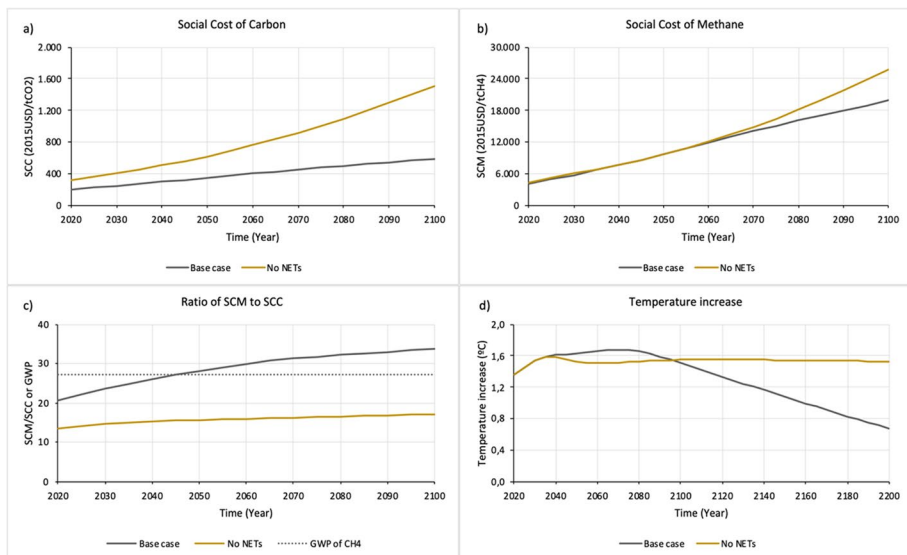 a)
Social Cost of Carbon
SCC (2015USD/tCO2)
2.000
1.600
1.200
800
400
0
2020 2030 2040 2050 2060 2070 2080 2090 2100
Time (Year)
Base case No NETs
b)
Social Cost of Methane
SCM (2015USD/tCH4)
30.000
24.000
18.000
12.000
6.000
0
2020 2030 2040 2050 2060 2070 2080 2090 2100
Time (Year)
Base case No NETs
c)
Ratio of SCM to SCC
SCM/SCC or GWP
40
30
20
10
0
2020 2030 2040 2050 2060 2070 2080 2090 2100
Time (Year)
Base case No NETs GWP of CH4
d)
Temperature increase
Temperature increase (ºC)
2,0
1,6
1,2
0,8
0,4
0,0
2020 2040 2060 2080 2100 2120 2140 2160 2180 2200
Time (Year)
Base case No NETs